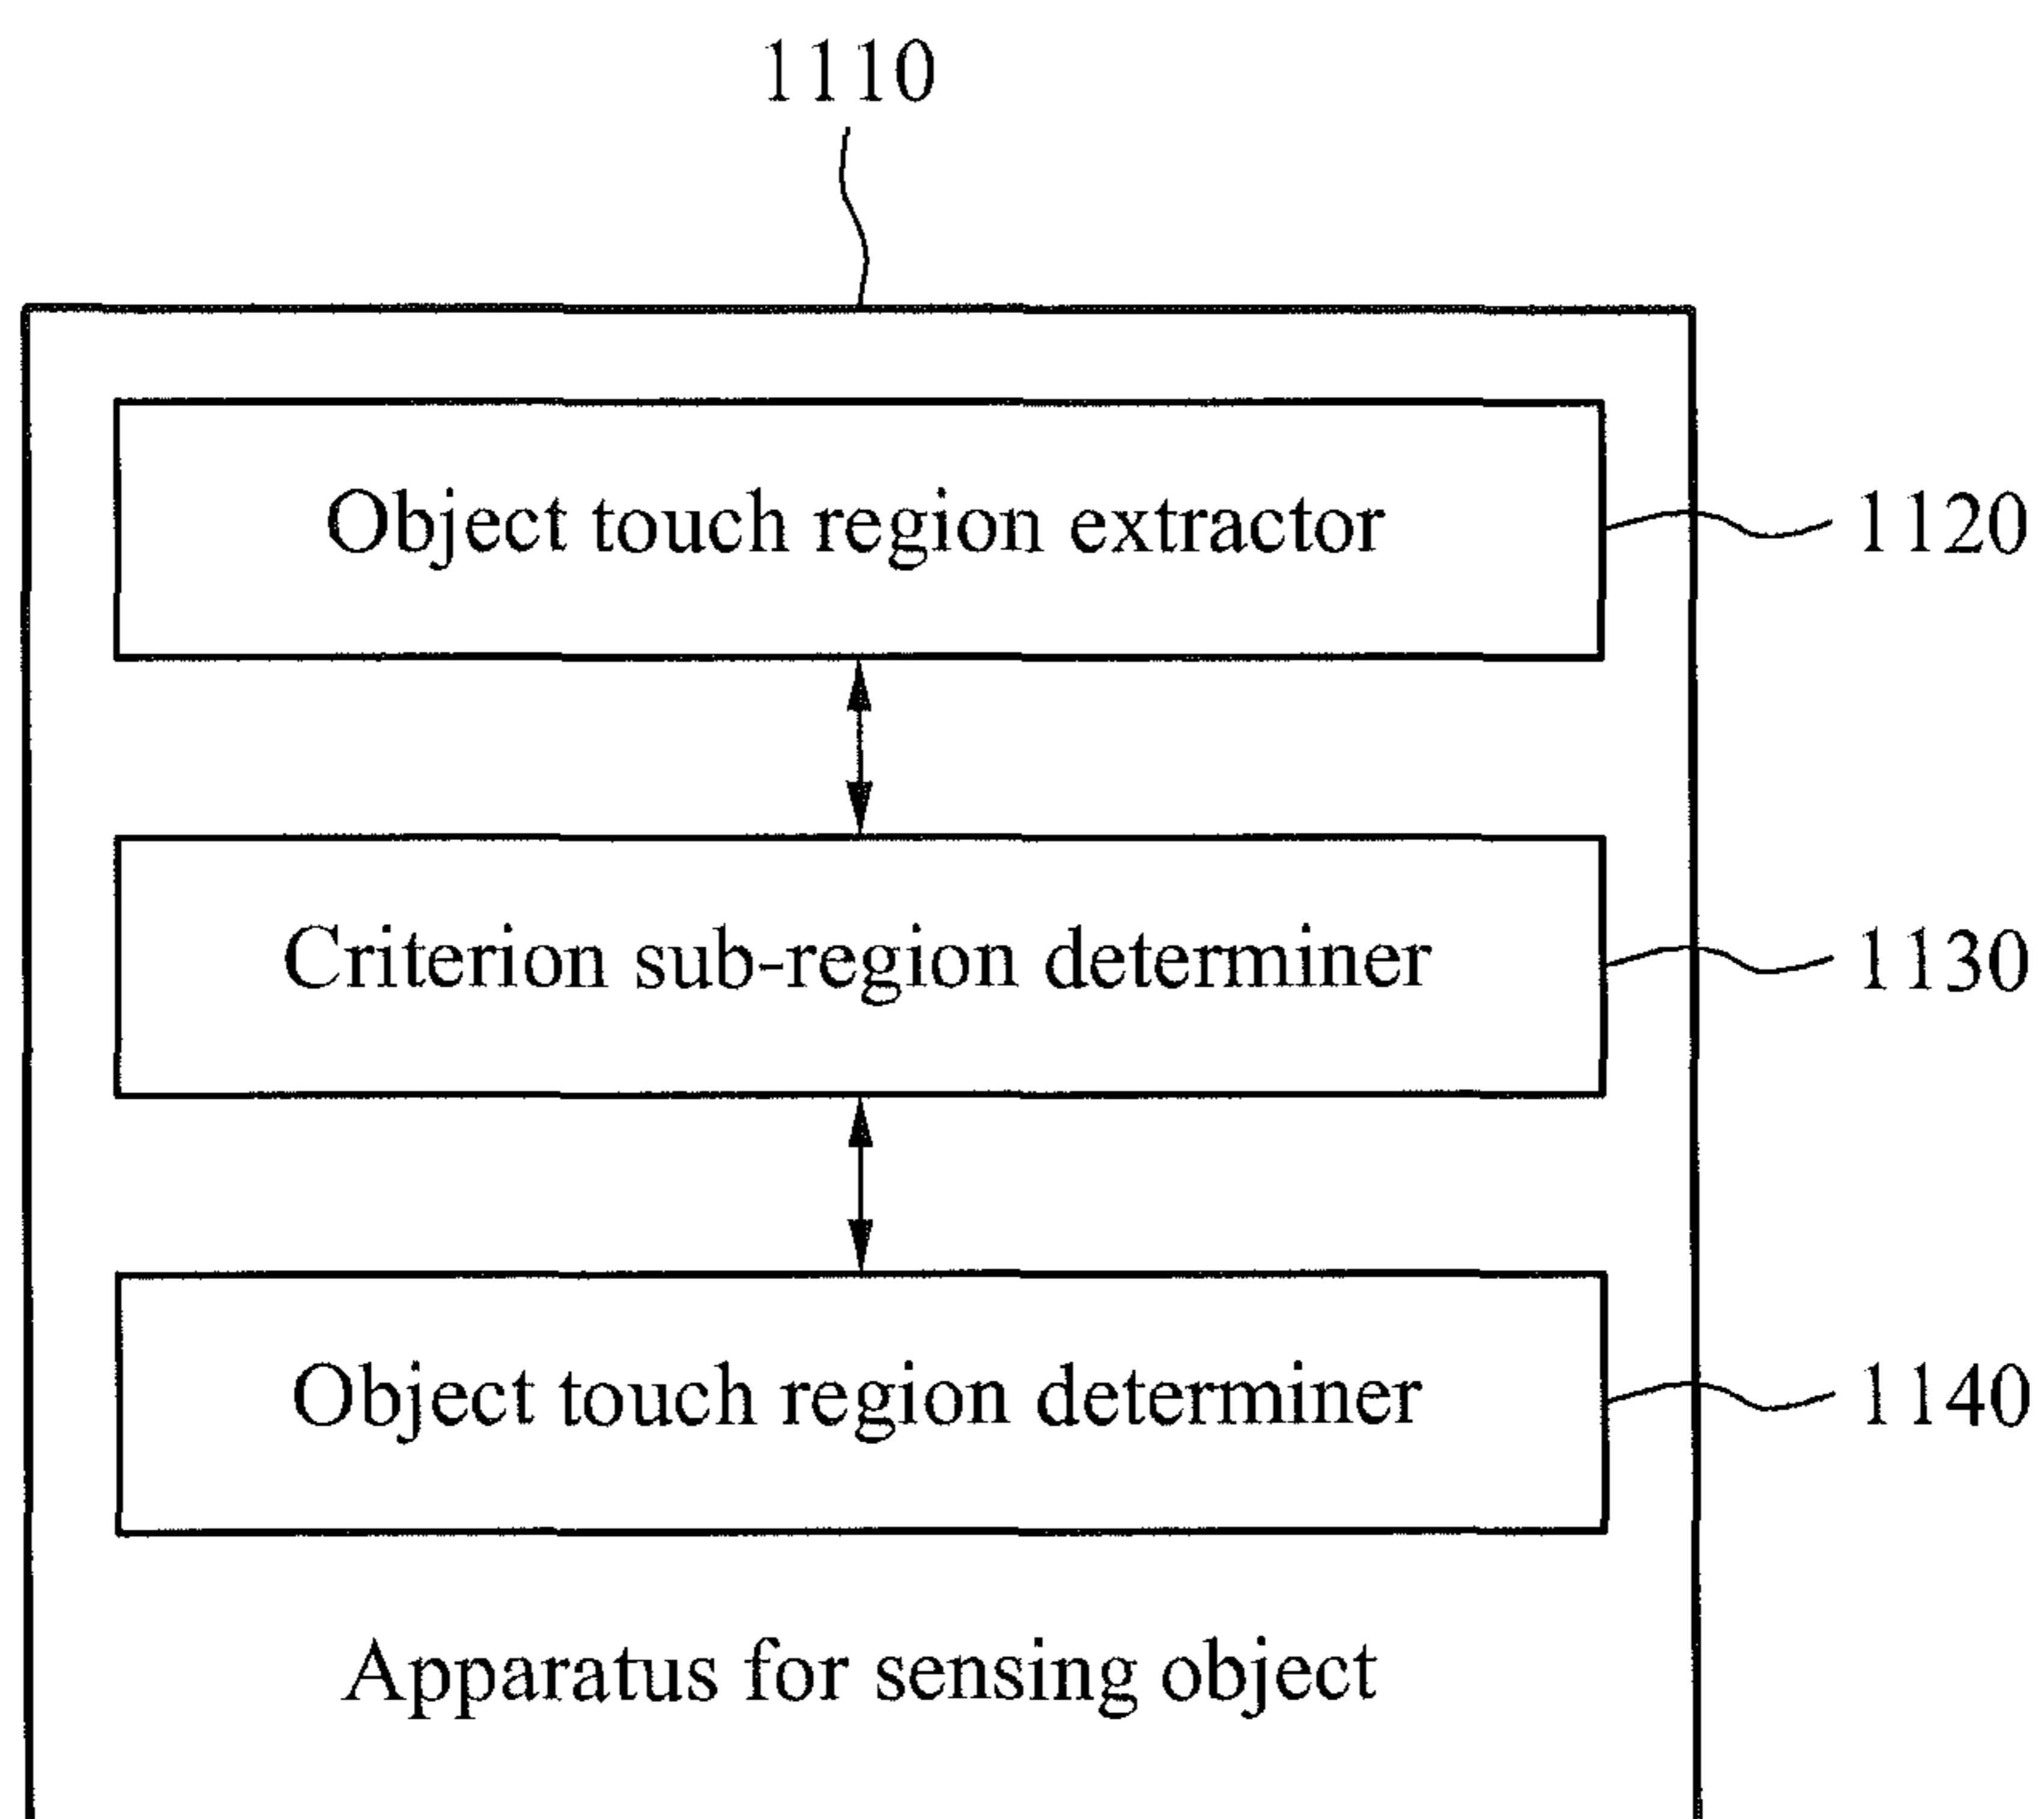 1110
Object touch region extractor
1120
Criterion sub-region determiner
1130
Object touch region determiner
1140
Apparatus for sensing object